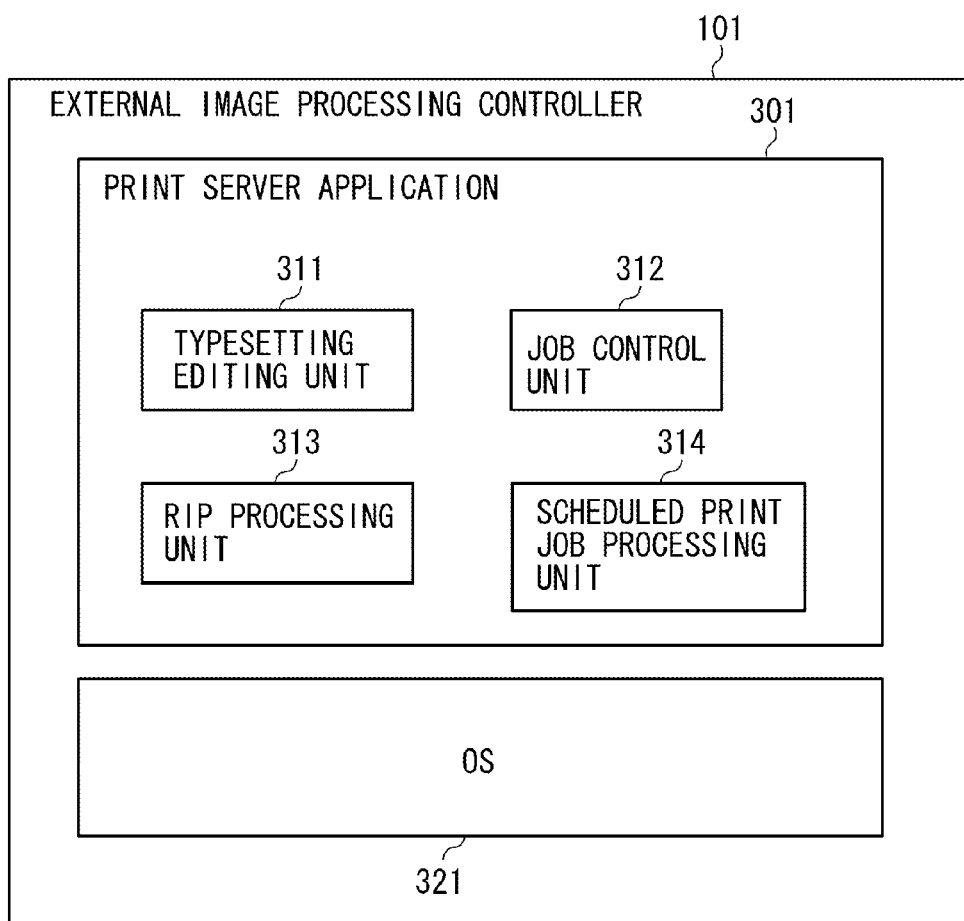 101
EXTERNAL IMAGE PROCESSING CONTROLLER
301
PRINT SERVER APPLICATION
311
TYPESETTING
EDITING UNIT
312
JOB CONTROL
UNIT
313
RIP PROCESSING
UNIT
314
SCHEDULED PRINT
JOB PROCESSING
UNIT
OS
321